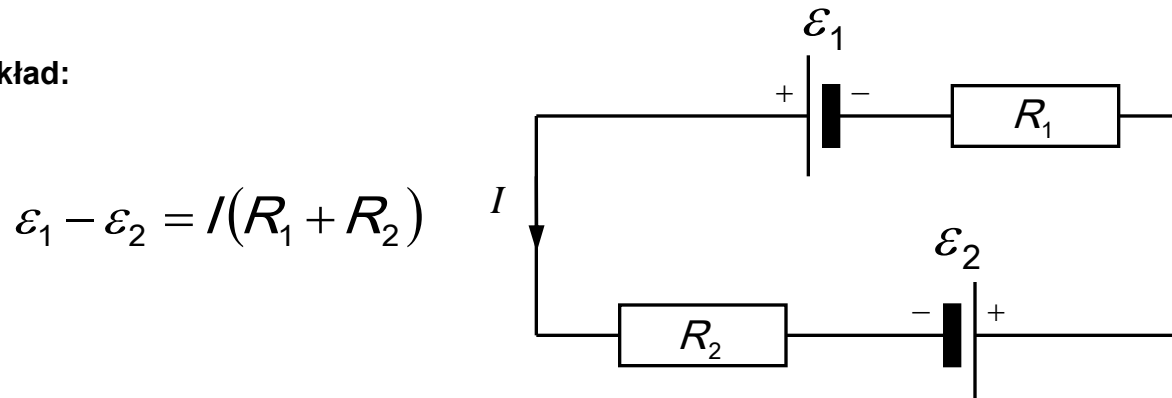 kład:
ε₁
+ −
R₁
I
ε₁ − ε₂ = I(R₁ + R₂)
ε₂
− +
R₂